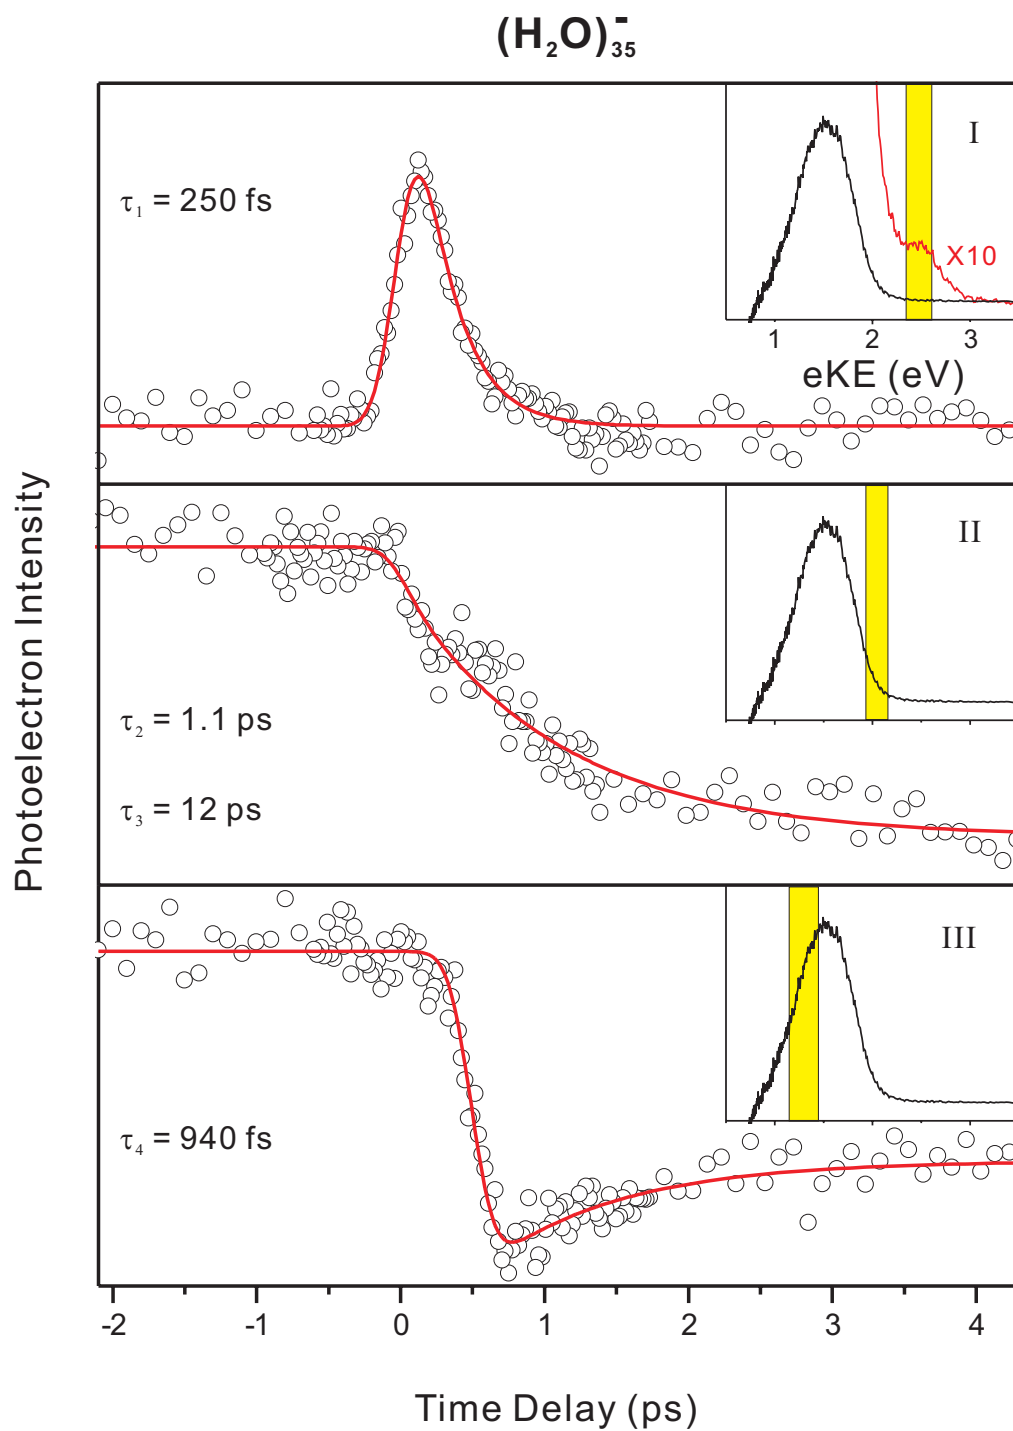 (H₂O)₃₅⁻
τ₁ = 250 fs
I
X10
1 2 3
eKE (eV)
Photoelectron Intensity
II
τ₂ = 1.1 ps
τ₃ = 12 ps
III
τ₄ = 940 fs
-2 -1 0 1 2 3 4
Time Delay (ps)